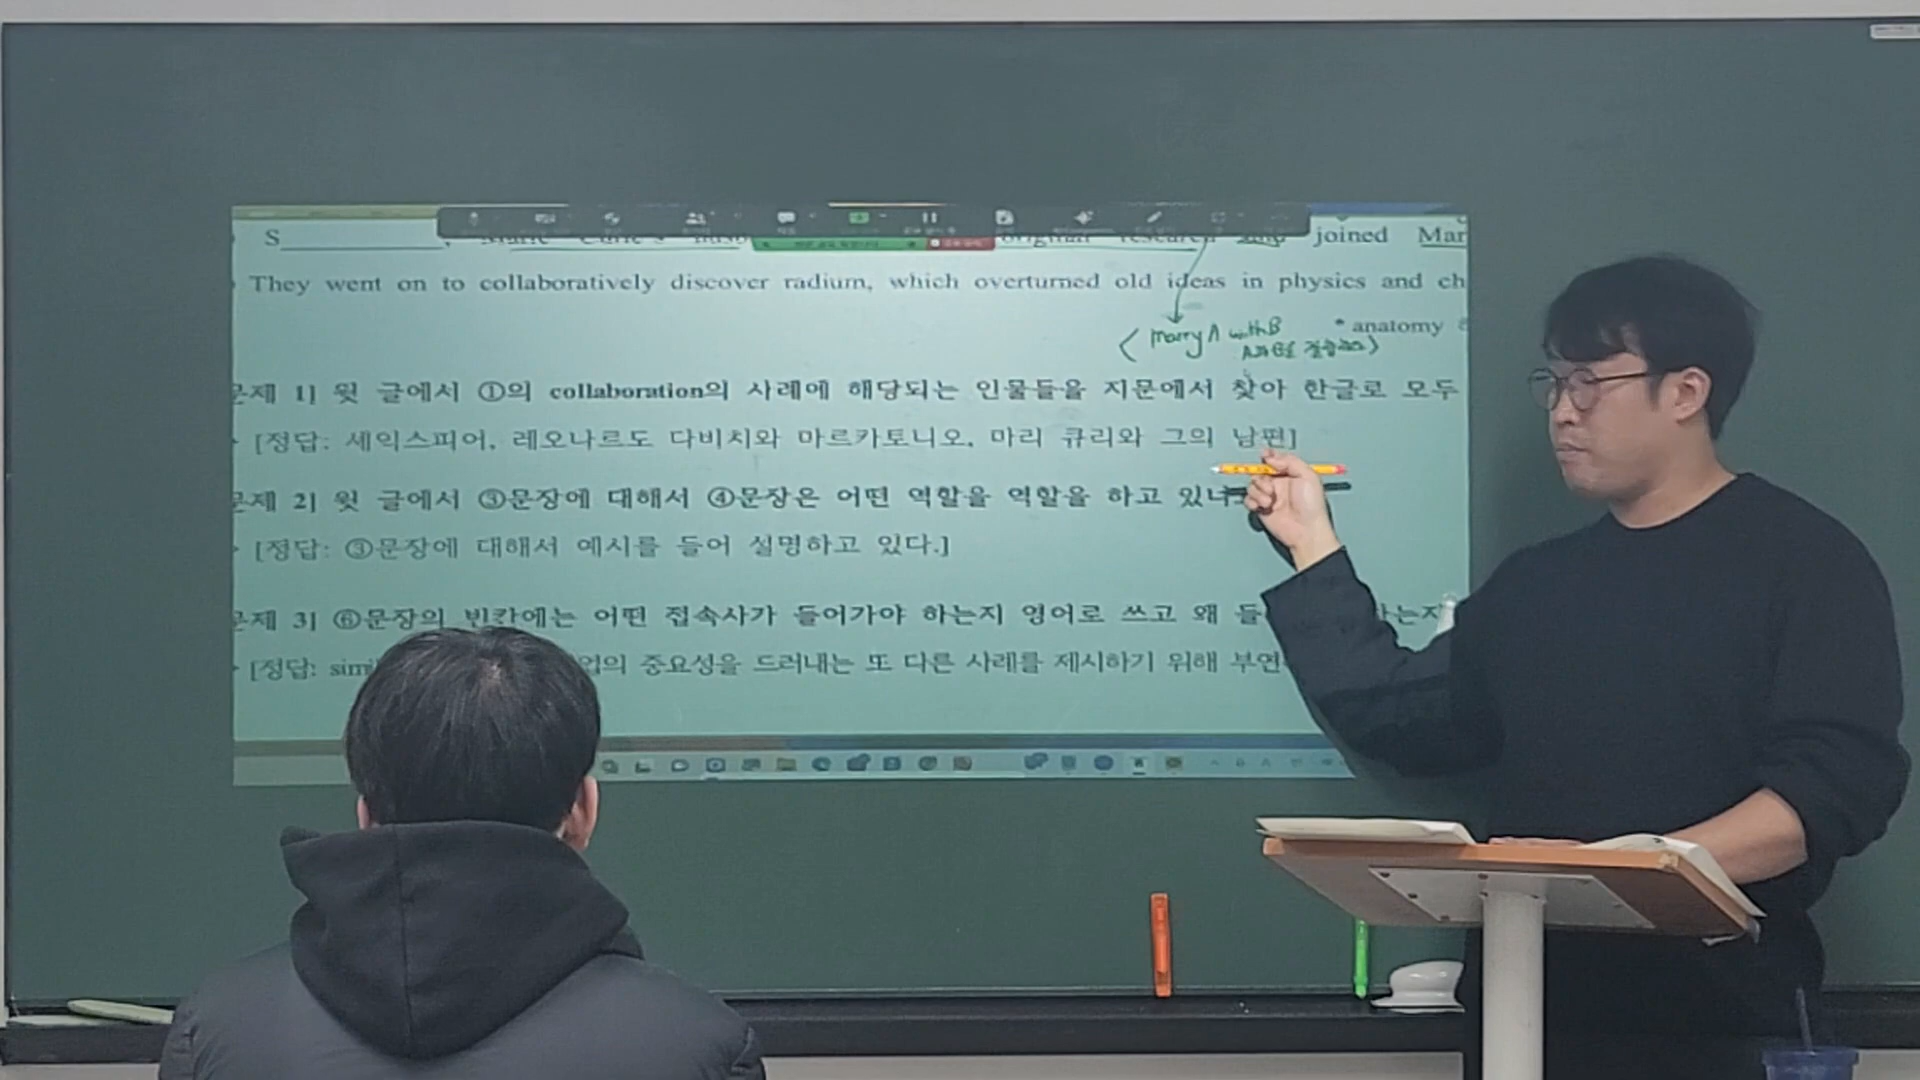 S________, Marie Curie's original research and joined Mar
They went on to collaboratively discover radium, which overturned old ideas in physics and ch
marry A with B * anatomy
문제 1] 윗 글에서 ①의 collaboration의 사례에 해당되는 인물들을 지문에서 찾아 한글로 모두
[정답: 세익스피어, 레오나르도 다비치와 마르카토니오, 마리 큐리와 그의 남편]
문제 2] 윗 글에서 ③문장에 대해서 ④문장은 어떤 역할을 역할을 하고 있
[정답: ③문장에 대해서 예시를 들어 설명하고 있다.]
문제 3] ⑥문장의 빈칸에는 어떤 접속사가 들어가야 하는지 영어로 쓰고 왜 들 하는지
[정답: simi 업의 중요성을 드러내는 또 다른 사례를 제시하기 위해 부연